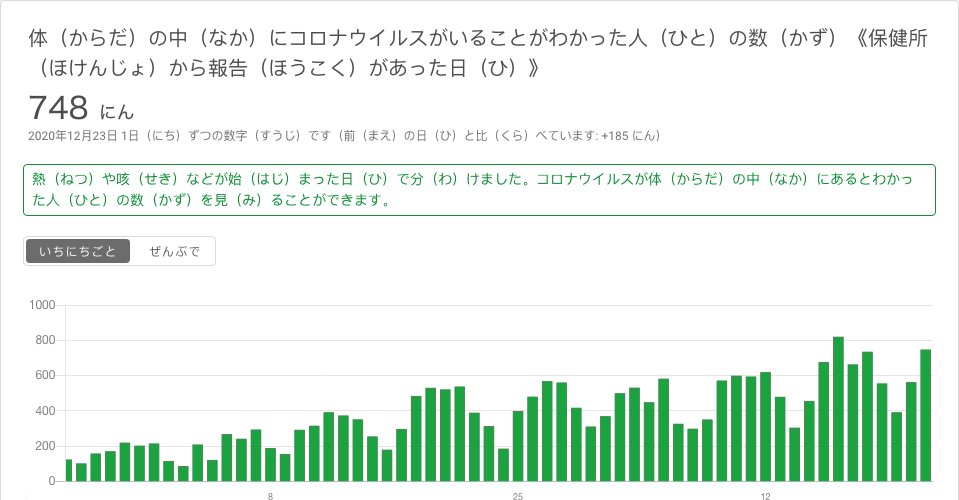 体（からだ）の中（なか）にコロナウイルスがいることがわかった人（ひと）の数（かず）《保健所
（ほけんじょ）から報告（ほうこく）があった日（ひ）》
748 にん
2020年12月23日 1日（にち）ずつの数字（すうじ）です（前（まえ）の日（ひ）と比（くら）べています: +185 にん）
熱（ねつ）や咳（せき）などが始（はじ）まった日（ひ）で分（わ）けました。コロナウイルスが体（からだ）の中（なか）にあるとわかっ
た人（ひと）の数（かず）を見（み）ることができます。
いちにちごと ぜんぶで
1000
800
600
400
200
0
8 25 12